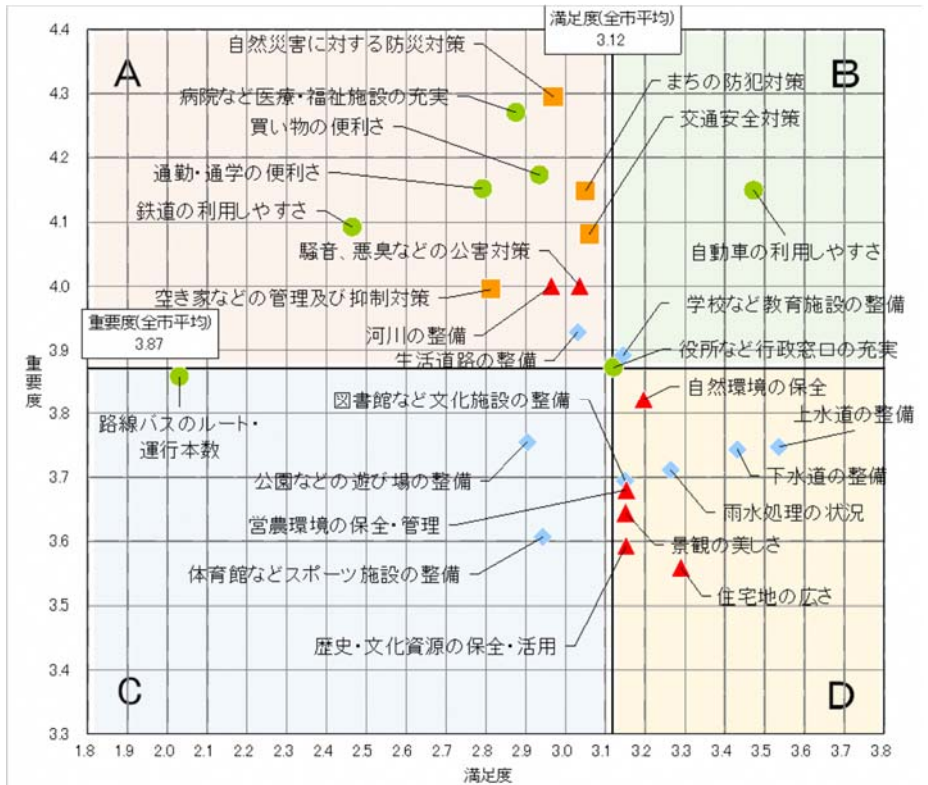 満足度(全市平均)
3.12
4.4
A
B
自然災害に対する防災対策
まちの防犯対策
4.3
病院など医療・福祉施設の充実
買い物の便利さ
交通安全対策
4.2
通勤・通学の便利さ
鉄道の利用しやすさ
4.1
騒音、悪臭などの公害対策
自動車の利用しやすさ
4.0
空き家などの管理及び抑制対策
学校など教育施設の整備
重要度(全市平均)
3.87
河川の整備
生活道路の整備
役所など行政窓口の充実
3.9
重要度
自然環境の保全
図書館など文化施設の整備
上水道の整備
3.8
路線バスのルート・
運行本数
公園などの遊び場の整備
下水道の整備
3.7
営農環境の保全・管理
雨水処理の状況
3.6
体育館などスポーツ施設の整備
景観の美しさ
住宅地の広さ
3.5
歴史・文化資源の保全・活用
3.4
C
D
3.3
1.8 1.9 2.0 2.1 2.2 2.3 2.4 2.5 2.6 2.7 2.8 2.9 3.0 3.1 3.2 3.3 3.4 3.5 3.6 3.7 3.8
満足度